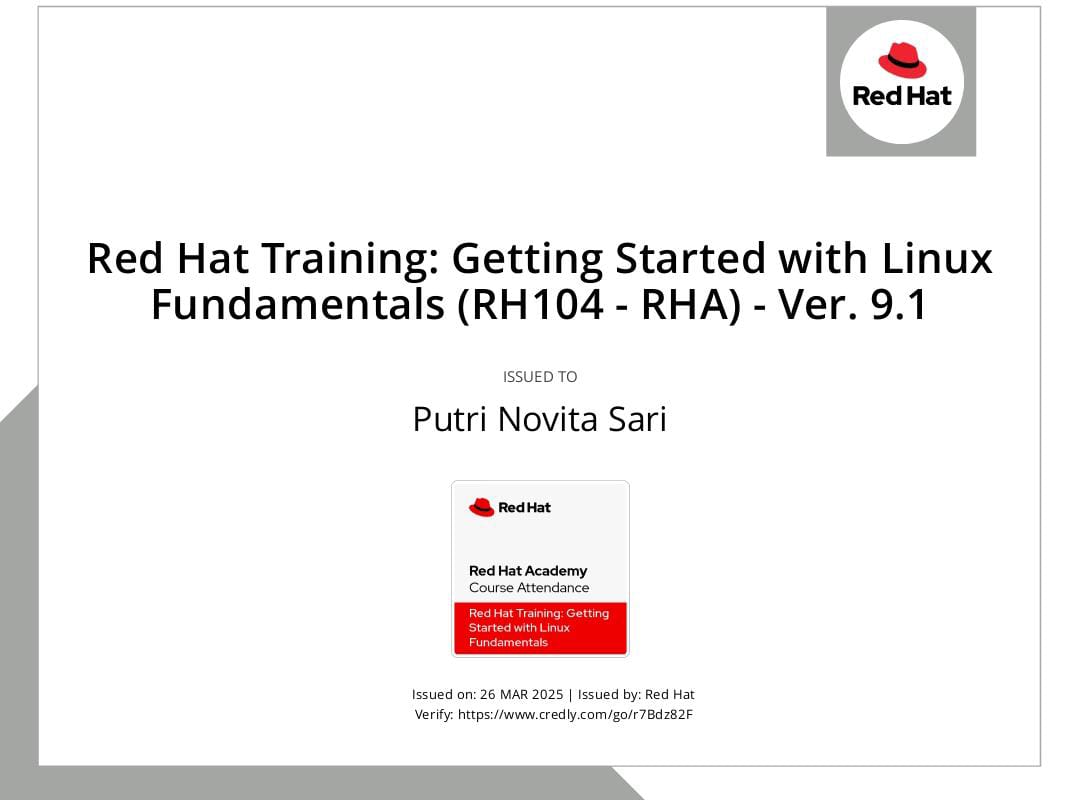 Red Hat
Red Hat Training: Getting Started with Linux
Fundamentals (RH104 - RHA) - Ver. 9.1
ISSUED TO
Putri Novita Sari
Red Hat
Red Hat Academy
Course Attendance
Red Hat Training: Getting
Started with Linux
Fundamentals
Issued on: 26 MAR 2025 | Issued by: Red Hat
Verify: https://www.credly.com/go/r7Bdz82F